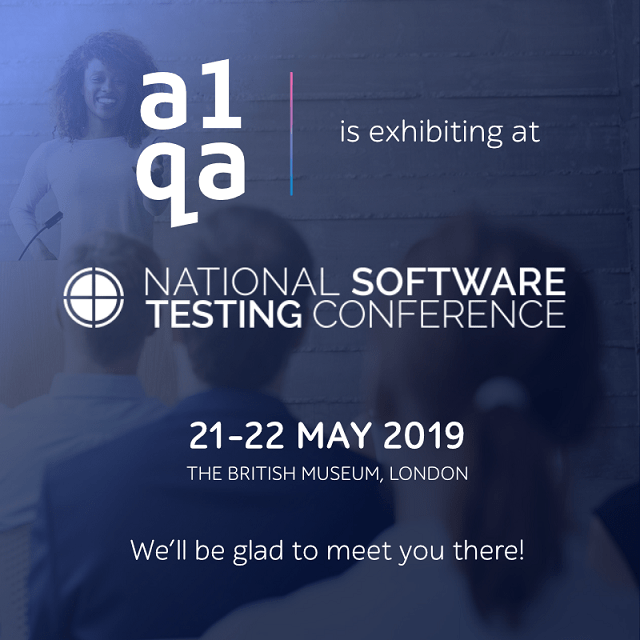 a1
qa
is exhibiting at
NATIONAL SOFTWARE
TESTING CONFERENCE
21-22 MAY 2019
THE BRITISH MUSEUM, LONDON
We'll be glad to meet you there!